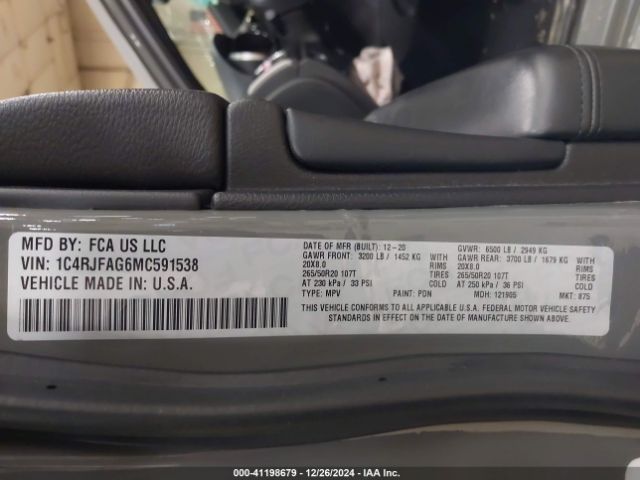 MFD BY: FCA US LLC
VIN: 1C4RJFAG6MC591538
VEHICLE MADE IN: U.S.A.
DATE OF MFR (BUILT): 12-20 GVWR: 6500 LB / 2949 KG
GAWR FRONT: 3200 LB / 1452 KG WITH GAWR REAR: 3700 LB / 1679 KG WITH
20X8.0 RIMS 20X8.0 RIMS
265/50R20 107T TIRES 265/50R20 107T TIRES
AT 230 kPa / 33 PSI COLD AT 250 kPa / 36 PSI COLD
TYPE: MPV PAINT: PDN MDH: 121905 MKT: 875
THIS VEHICLE CONFORMS TO ALL APPLICABLE U.S.A. FEDERAL MOTOR VEHICLE SAFETY
STANDARDS IN EFFECT ON THE DATE OF MANUFACTURE SHOWN ABOVE.
000-41198679 | 12/26/2024 | IAA Inc.